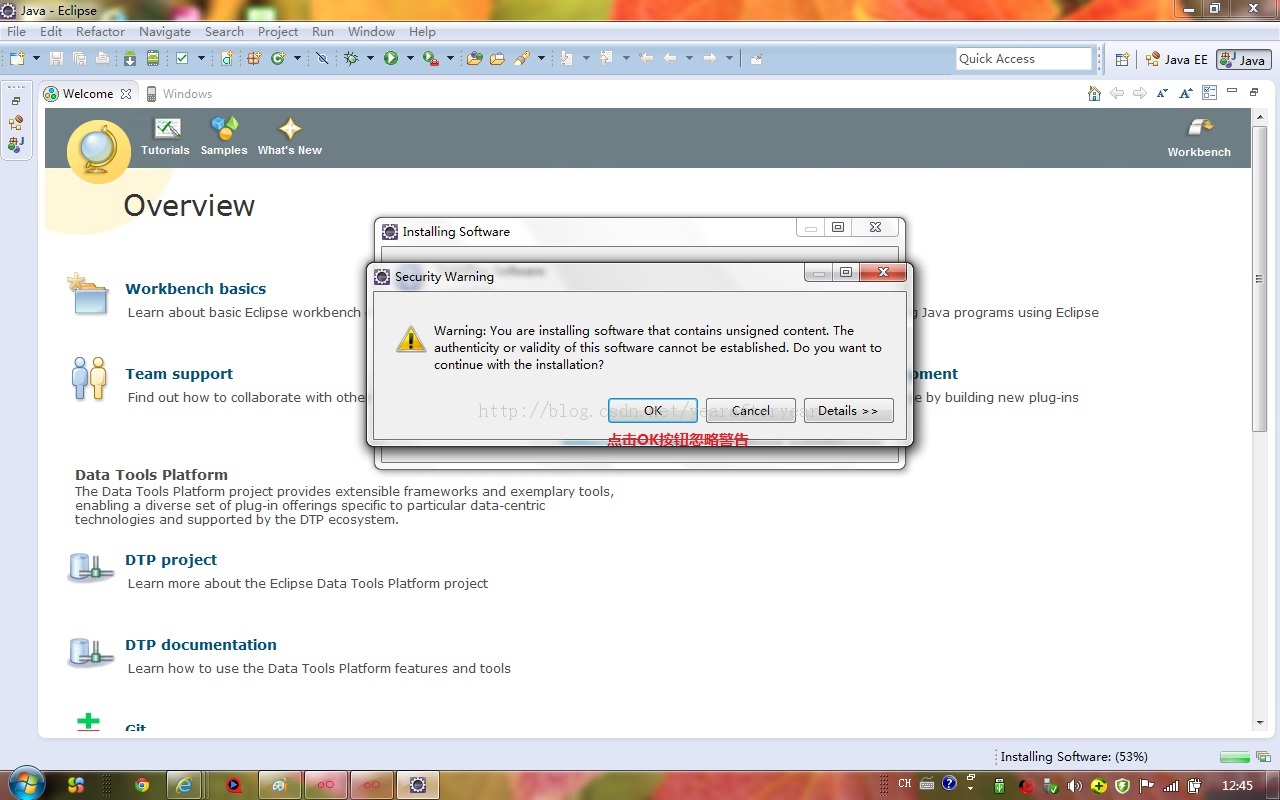 Java - Eclipse
File Edit Refactor Navigate Search Project Run Window Help
Quick Access
Java EE
Java
Welcome
Windows
Tutorials
Samples
What's New
Workbench
Overview
Installing Software
Security Warning
Workbench basics
Learn about basic Eclipse workbench
Java programs using Eclipse
Warning: You are installing software that contains unsigned content. The
authenticity or validity of this software cannot be established. Do you want to
continue with the installation?
Team support
Find out how to collaborate with othe
e by building new plug-ins
OK
Cancel
Details >>
点击OK按钮忽略警告
Data Tools Platform
The Data Tools Platform project provides extensible frameworks and exemplary tools,
enabling a diverse set of plug-in offerings specific to particular data-centric
technologies and supported by the DTP ecosystem.
DTP project
Learn more about the Eclipse Data Tools Platform project
DTP documentation
Learn how to use the Data Tools Platform features and tools
Git
Installing Software: (53%)
CH
12:45